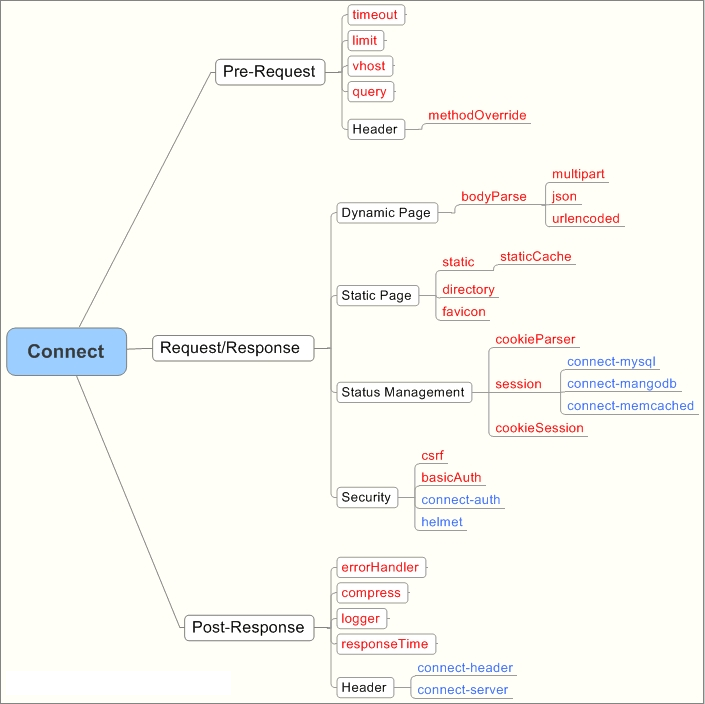 timeout
limit
Pre-Request
vhost
query
Header
methodOverride
multipart
Dynamic Page
bodyParse
json
urlencoded
static
staticCache
Static Page
directory
favicon
Connect
Request/Response
cookieParser
connect-mysql
Status Management
session
connect-mangodb
connect-memcached
cookieSession
csrf
basicAuth
Security
connect-auth
helmet
errorHandler
compress
logger
Post-Response
responseTime
connect-header
Header
connect-server